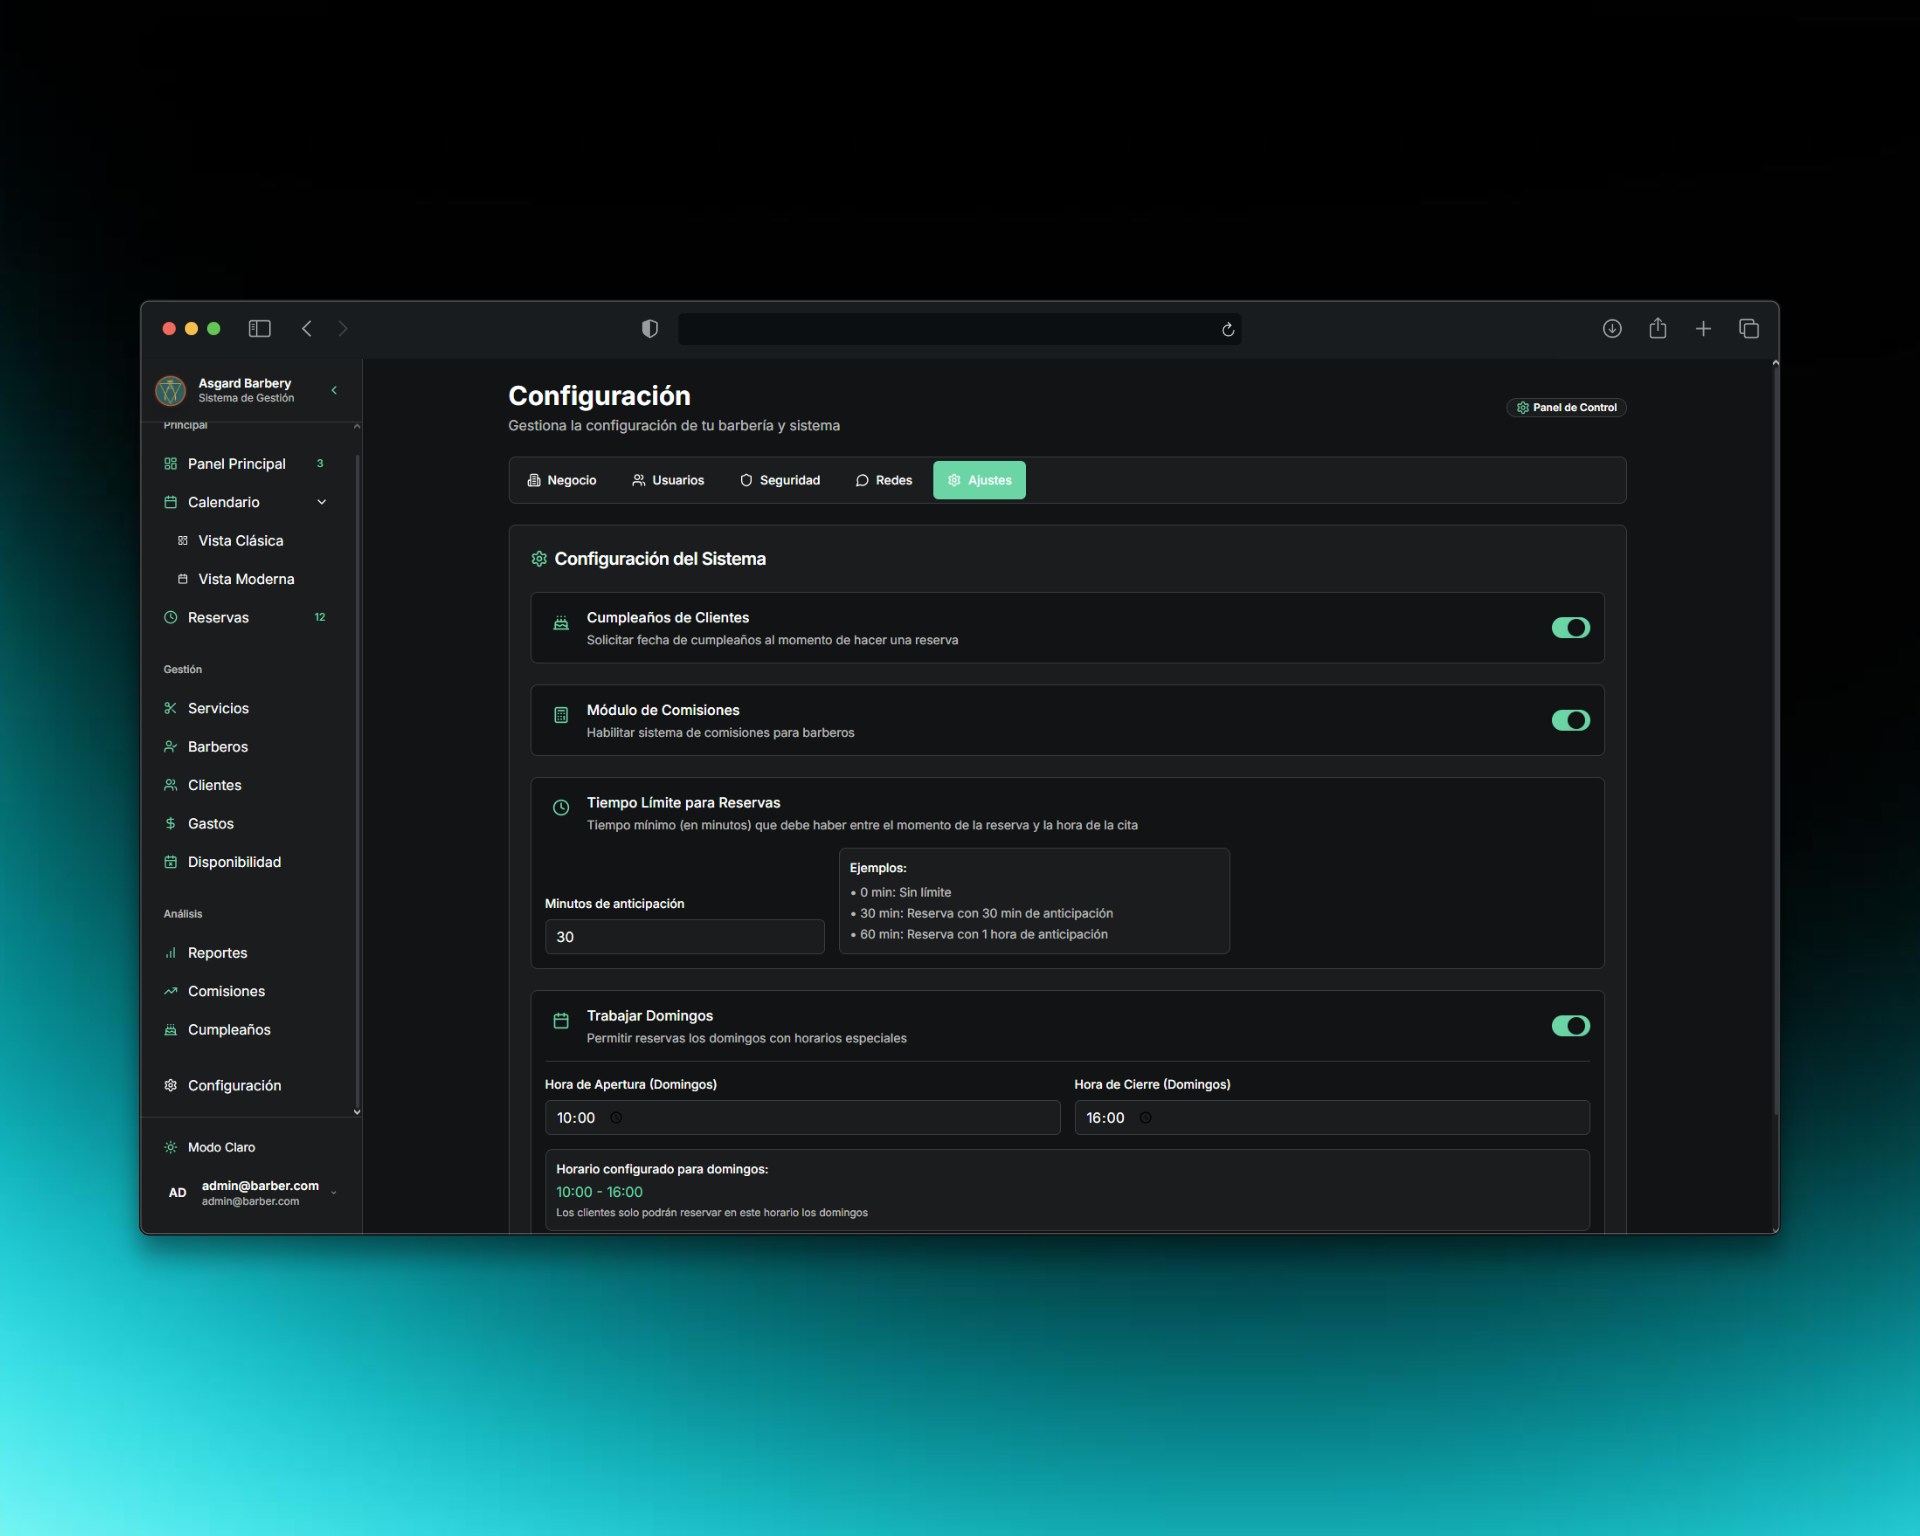 Asgard Barbery
Sistema de Gestión
Principal
Panel Principal 3
Calendario
Vista Clásica
Vista Moderna
Reservas 12
Gestión
Servicios
Barberos
Clientes
Gastos
Disponibilidad
Análisis
Reportes
Comisiones
Cumpleaños
Configuración
Modo Claro
AD
admin@barber.com
admin@barber.com
Configuración
Gestiona la configuración de tu barbería y sistema
Panel de Control
Negocio Usuarios Seguridad Redes Ajustes
Configuración del Sistema
Cumpleaños de Clientes
Solicitar fecha de cumpleaños al momento de hacer una reserva
Módulo de Comisiones
Habilitar sistema de comisiones para barberos
Tiempo Límite para Reservas
Tiempo mínimo (en minutos) que debe haber entre el momento de la reserva y la hora de la cita
Minutos de anticipación
30
Ejemplos:
• 0 min: Sin límite
• 30 min: Reserva con 30 min de anticipación
• 60 min: Reserva con 1 hora de anticipación
Trabajar Domingos
Permitir reservas los domingos con horarios especiales
Hora de Apertura (Domingos)
10:00
Hora de Cierre (Domingos)
16:00
Horario configurado para domingos:
10:00 - 16:00
Los clientes solo podrán reservar en este horario los domingos